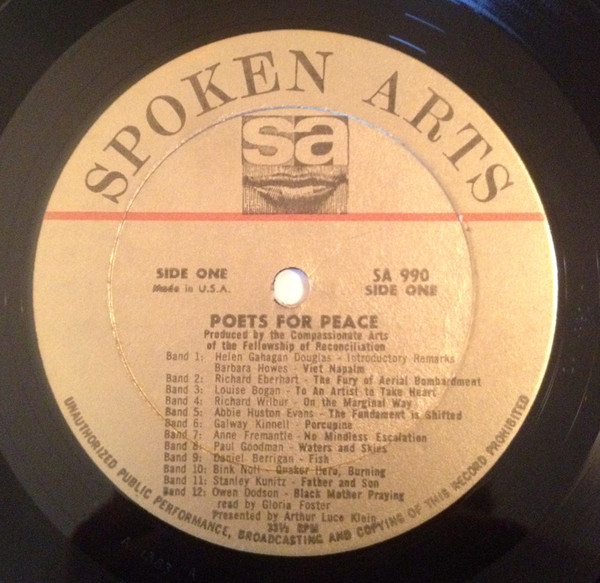 SPOKEN ARTS
sa
SIDE ONE
Made in U.S.A.
SA 990
SIDE ONE
POETS FOR PEACE
Produced by the Compassionate Arts
of the Fellowship of Reconciliation
Band 1: Helen Gahagan Douglas - Introductory Remarks
Barbara Howes - Viet Napalm
Band 2: Richard Eberhart - The Fury of Aerial Bombardment
Band 3: Louise Bogan - To An Artist to Take Heart
Band 4: Richard Wilbur - On the Marginal Way
Band 5: Abbie Huston Evans - The Fundament is Shifted
Band 6: Galway Kinnell - Porcupine
Band 7: Anne Fremantle - No Mindless Escalation
Band 8: Paul Goodman - Waters and Skies
Band 9: Daniel Berrigan - Fish
Band 10: Bink Noll - Quaker Hero, Burning
Band 11: Stanley Kunitz - Father and Son
Band 12: Owen Dodson - Black Mother Praying
read by Gloria Foster
Presented by Arthur Luce Klein
33⅓ RPM
UNAUTHORIZED PUBLIC PERFORMANCE, BROADCASTING AND COPYING OF THIS RECORD PROHIBITED